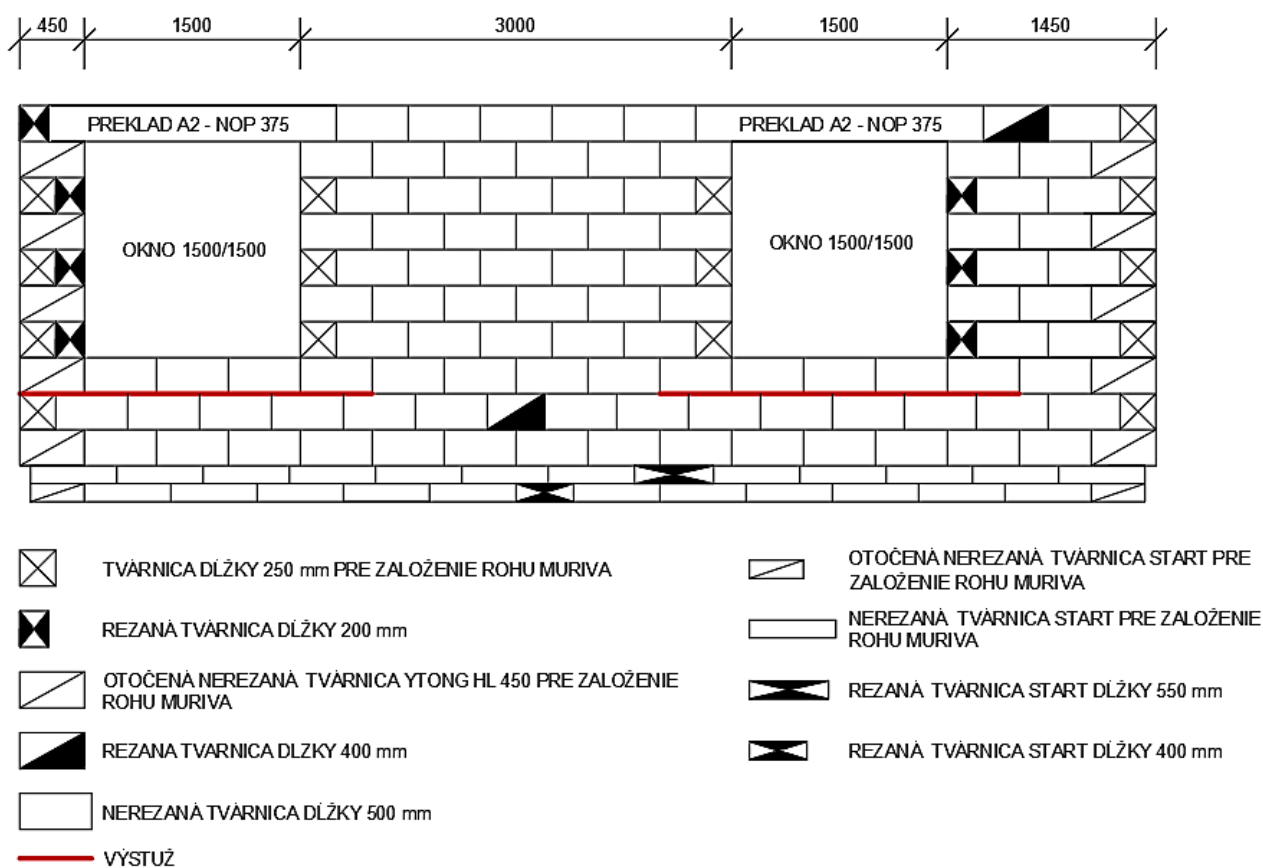 450 1500 3000 1500 1450
PREKLAD A2 - NOP 375 PREKLAD A2 - NOP 375
OKNO 1500/1500 OKNO 1500/1500
TVÁRNICA DĹŽKY 250 mm PRE ZALOŽENIE ROHU MURIVA
REZANÁ TVÁRNICA DĹŽKY 200 mm
OTOČENÁ NEREZANÁ TVÁRNICA YTONG HL 450 PRE ZALOŽENIE
ROHU MURIVA
REZANA TVARNICA DLZKY 400 mm
NEREZANÁ TVÁRNICA DĹŽKY 500 mm
VÝSTUŽ
OTOČENÁ NEREZANÁ TVÁRNICA START PRE
ZALOŽENIE ROHU MURIVA
NEREZANÁ TVÁRNICA START PRE ZALOŽENIE
ROHU MURIVA
REZANÁ TVÁRNICA START DĹŽKY 550 mm
REZANÁ TVÁRNICA START DĹŽKY 400 mm